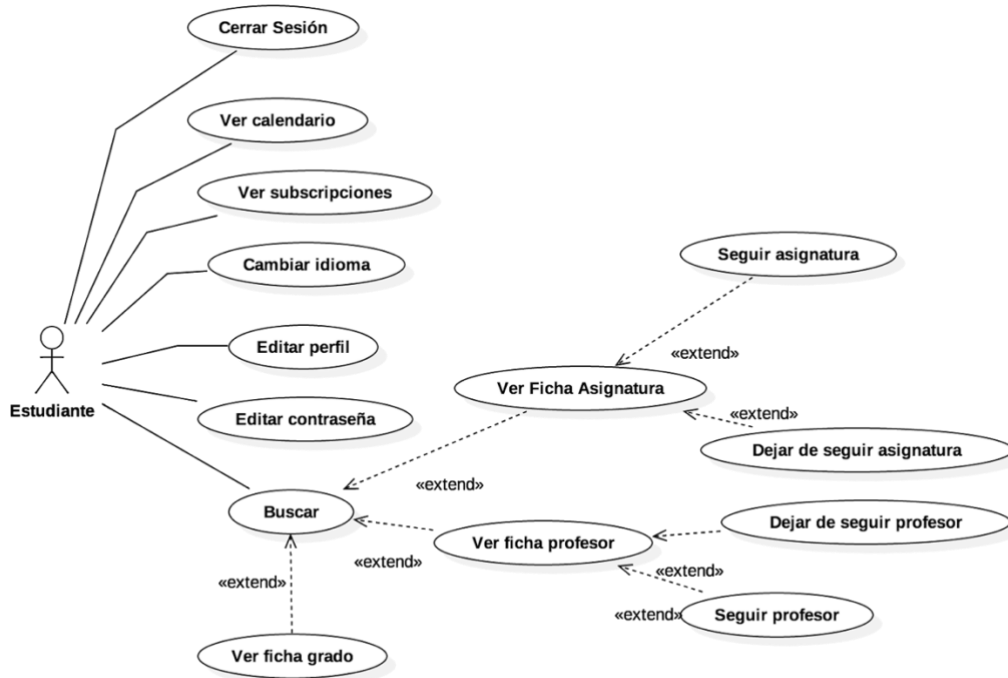 Cerrar Sesión
Ver calendario
Ver subscripciones
Cambiar idioma
Seguir asignatura
Editar perfil
«extend»
Ver Ficha Asignatura
Estudiante
Editar contraseña
«extend»
Dejar de seguir asignatura
«extend»
Buscar
Dejar de seguir profesor
Ver ficha profesor
«extend»
«extend»
«extend»
«extend»
Seguir profesor
Ver ficha grado